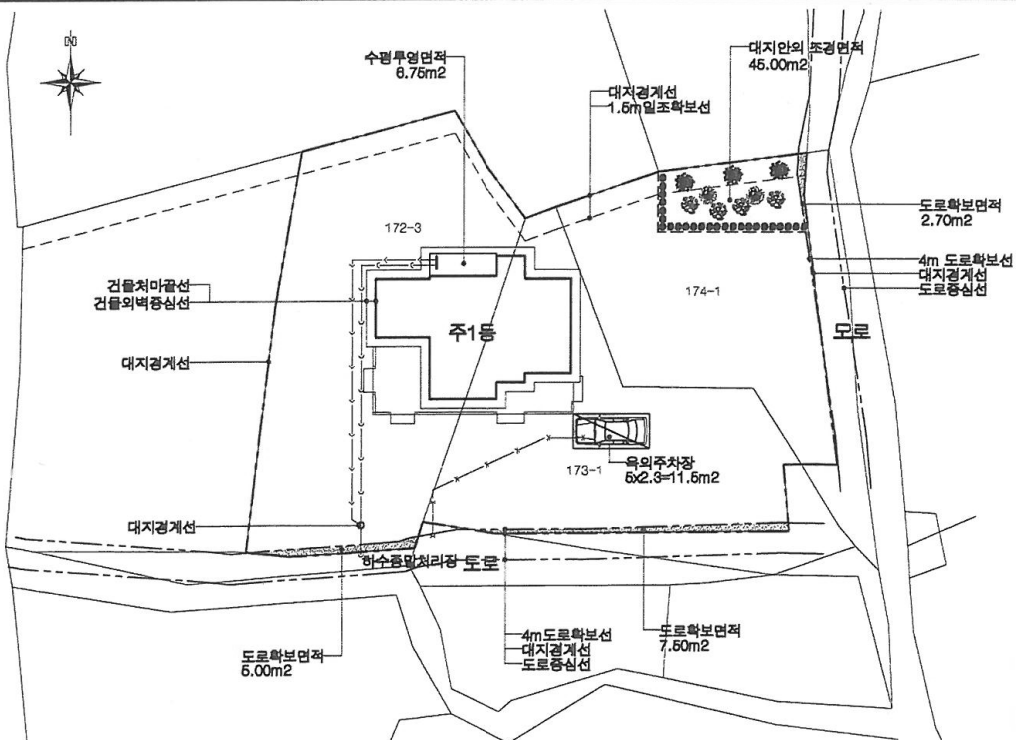 N
수평투영면적
6.75m2
대지안의 조경면적
45.00m2
대지경계선
1.5m일조확보선
172-3
도로확보면적
2.70m2
4m 도로확보선
대지경계선
도로중심선
174-1
건물처마끝선
건물외벽중심선
주1동
도로
대지경계선
173-1
옥외주차장
5x2.3=11.5m2
대지경계선
하수종말처리장
도로
4m도로확보선
대지경계선
도로중심선
도로확보면적
7.50m2
도로확보면적
5.00m2